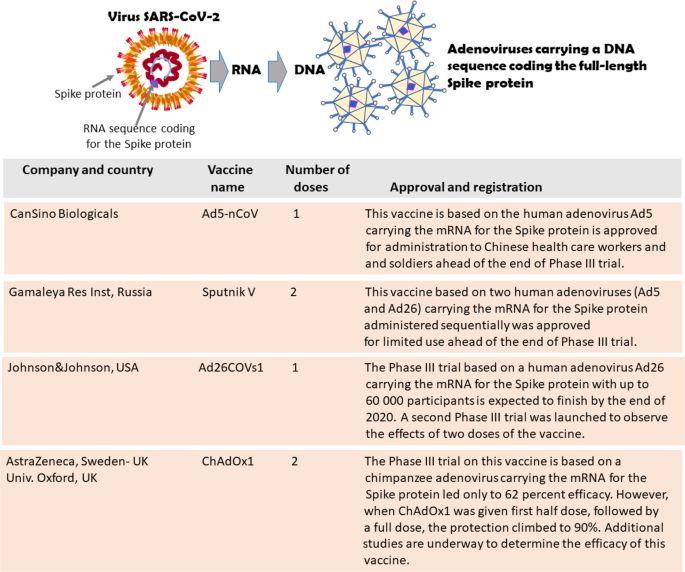 Virus SARS-CoV-2
RNA
DNA
Adenoviruses carrying a DNA
sequence coding the full-length
Spike protein
Spike protein
RNA sequence coding
for the Spike protein
Company and country
Vaccine
name
Number of
doses
Approval and registration
CanSino Biologicals
Ad5-nCoV
1
This vaccine is based on the human adenovirus Ad5
carrying the mRNA for the Spike protein is approved
for administration to Chinese health care workers and
and soldiers ahead of the end of Phase III trial.
Gamaleya Res Inst, Russia
Sputnik V
2
This vaccine based on two human adenoviruses (Ad5
and Ad26) carrying the mRNA for the Spike protein
administered sequentially was approved
for limited use ahead of the end of Phase III trial.
Johnson&Johnson, USA
Ad26COVs1
1
The Phase III trial based on a human adenovirus Ad26
carrying the mRNA for the Spike protein with up to
60 000 participants is expected to finish by the end of
2020. A second Phase III trial was launched to observe
the effects of two doses of the vaccine.
AstraZeneca, Sweden- UK
Univ. Oxford, UK
ChAdOx1
2
The Phase III trial on this vaccine is based on a
chimpanzee adenovirus carrying the mRNA for the
Spike protein led only to 62 percent efficacy. However,
when ChAdOx1 was given first half dose, followed by
a full dose, the protection climbed to 90%. Additional
studies are underway to determine the efficacy of this
vaccine.